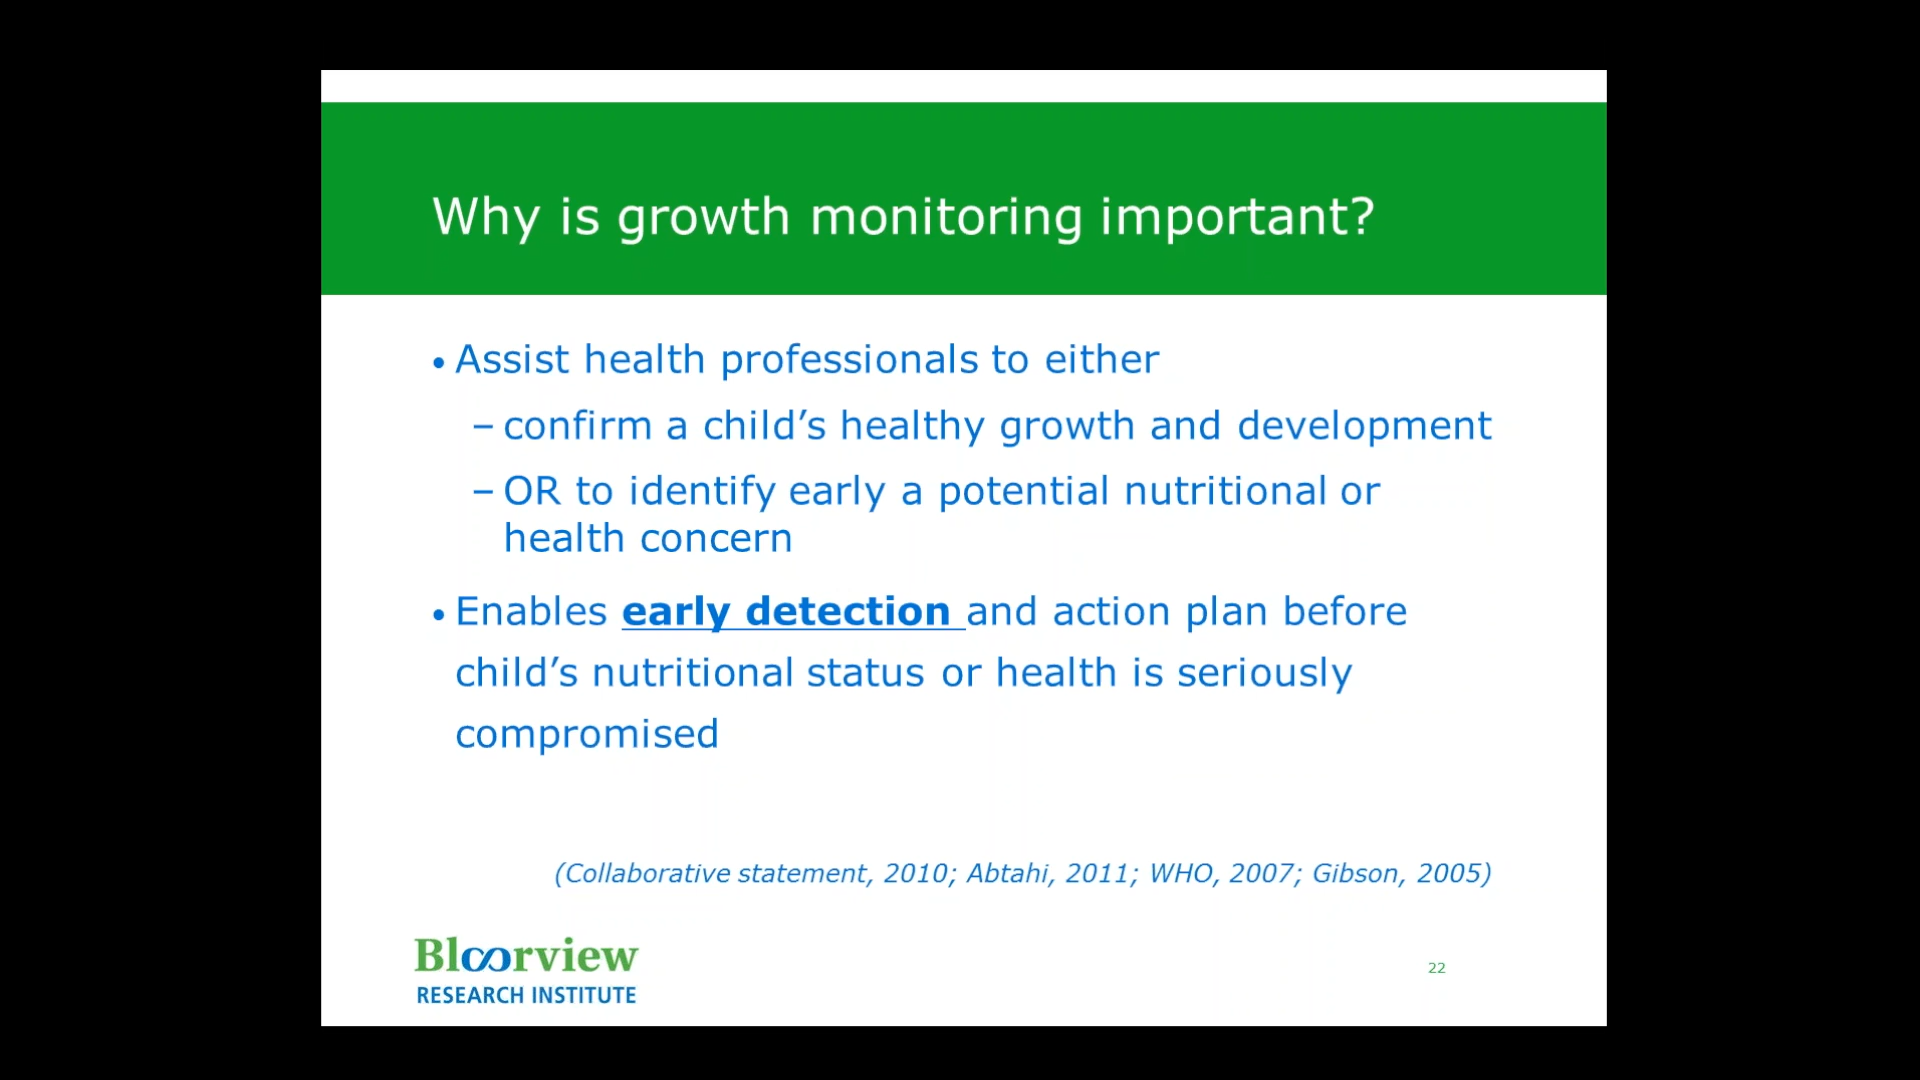 Why is growth monitoring important?
• Assist health professionals to either
– confirm a child’s healthy growth and development
– OR to identify early a potential nutritional or
health concern
• Enables early detection and action plan before
child’s nutritional status or health is seriously
compromised
(Collaborative statement, 2010; Abtahi, 2011; WHO, 2007; Gibson, 2005)
Bloorview
RESEARCH INSTITUTE
22